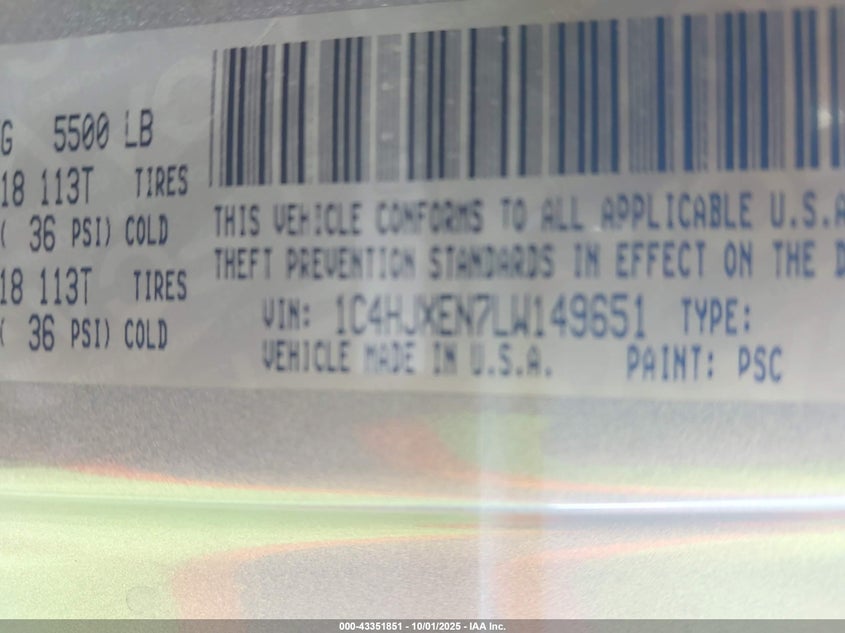 G 5500 LB
18 113T TIRES
( 36 PSI) COLD
18 113T TIRES
( 36 PSI) COLD
THIS VEHICLE CONFORMS TO ALL APPLICABLE U.S.A
THEFT PREVENTION STANDARDS IN EFFECT ON THE D
VIN: 1C4HJXEN7LW149651 TYPE:
VEHICLE MADE IN U.S.A. PAINT: PSC
000-43351851 - 10/01/2025 - IAA Inc.